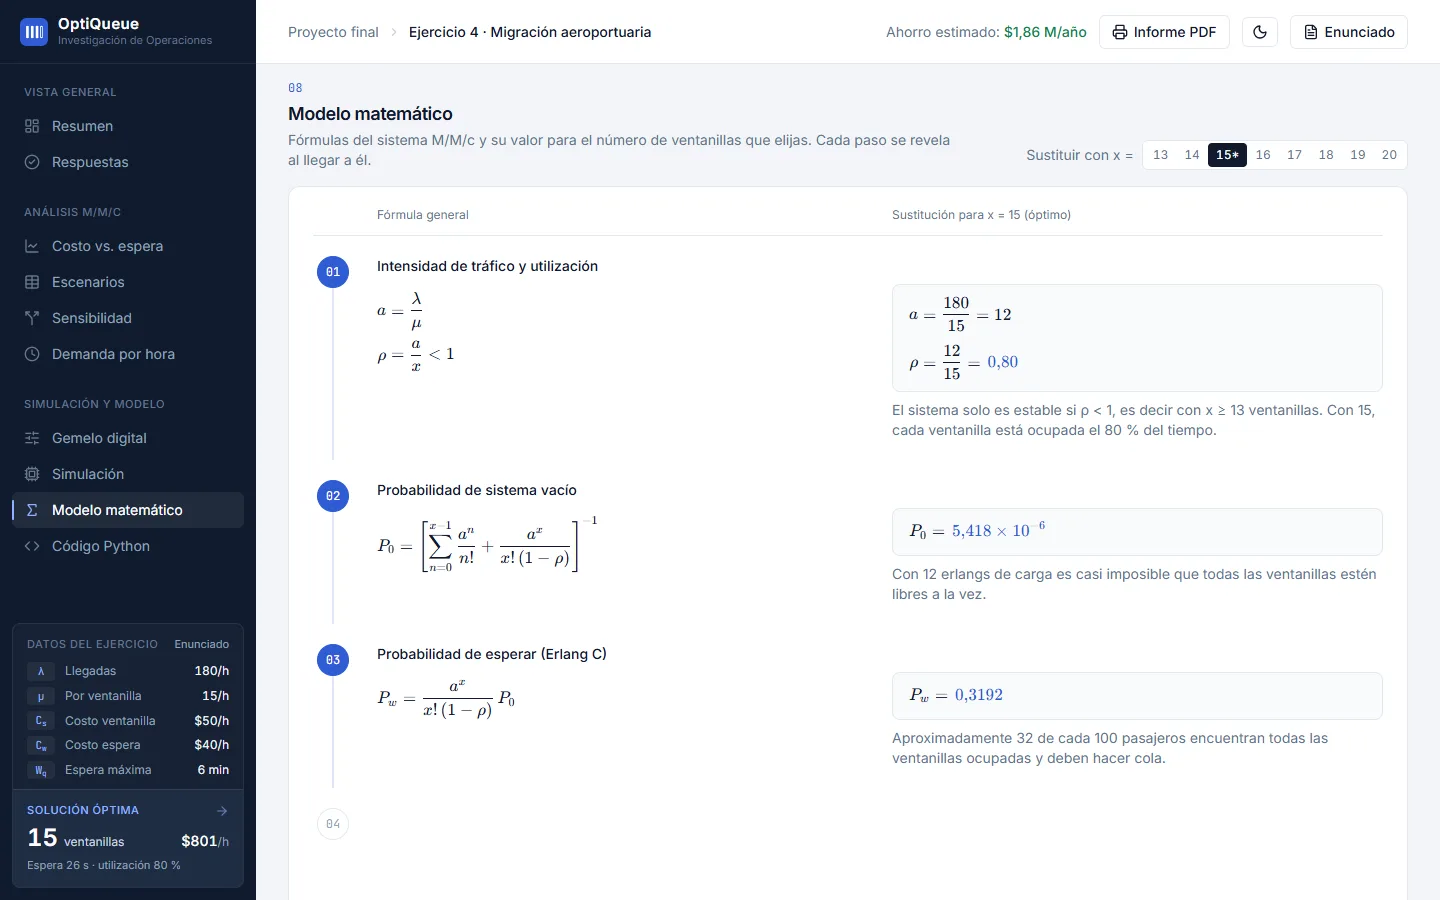 OptiQueue
Investigación de Operaciones
VISTA GENERAL
Resumen
Respuestas
ANÁLISIS M/M/C
Costo vs. espera
Escenarios
Sensibilidad
Demanda por hora
SIMULACIÓN Y MODELO
Gemelo digital
Simulación
Σ Modelo matemático
Código Python
DATOS DEL EJERCICIO Enunciado
λ Llegadas 180/h
μ Por ventanilla 15/h
Cₛ Costo ventanilla $50/h
C_w Costo espera $40/h
W_q Espera máxima 6 min
SOLUCIÓN ÓPTIMA →
15 ventanillas $801/h
Espera 26 s · utilización 80 %
Proyecto final › Ejercicio 4 · Migración aeroportuaria
Ahorro estimado: $1,86 M/año
Informe PDF
Enunciado
08
Modelo matemático
Fórmulas del sistema M/M/c y su valor para el número de ventanillas que elijas. Cada paso se revela
al llegar a él.
Sustituir con x = 13 14 15* 16 17 18 19 20
Fórmula general
Sustitución para x = 15 (óptimo)
01
Intensidad de tráfico y utilización
a = λ/μ
ρ = a/x < 1
a = 180/15 = 12
ρ = 12/15 = 0,80
El sistema solo es estable si ρ < 1, es decir con x ≥ 13 ventanillas. Con 15,
cada ventanilla está ocupada el 80 % del tiempo.
02
Probabilidad de sistema vacío
P₀ = [∑_{n=0}^{x−1} aⁿ/n! + aˣ/(x! (1 − ρ))]⁻¹
P₀ = 5,418 × 10⁻⁶
Con 12 erlangs de carga es casi imposible que todas las ventanillas estén
libres a la vez.
03
Probabilidad de esperar (Erlang C)
P_w = aˣ/(x! (1 − ρ)) P₀
P_w = 0,3192
Aproximadamente 32 de cada 100 pasajeros encuentran todas las
ventanillas ocupadas y deben hacer cola.
04